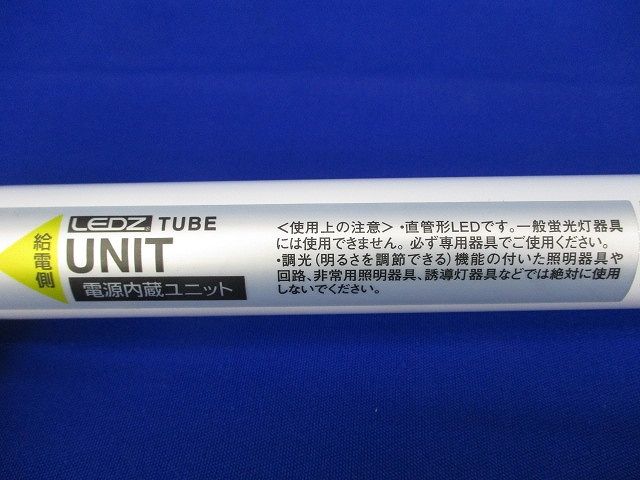 給電側
LEDZ® TUBE
UNIT
電源内蔵ユニット
<使用上の注意> ・直管形LEDです。一般蛍光灯器具
には使用できません。必ず専用器具でご使用ください。
・調光(明るさを調節できる)機能の付いた照明器具や
回路、非常用照明器具、誘導灯器具などでは絶対に使用
しないでください。